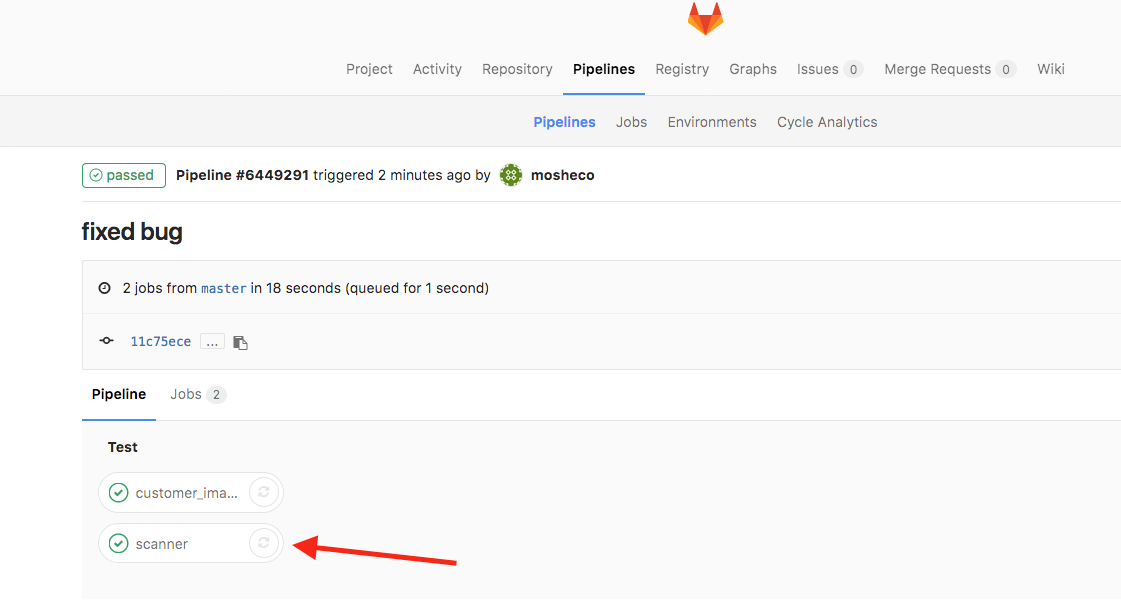 Project Activity Repository Pipelines Registry Graphs Issues 0 Merge Requests 0 Wiki
Pipelines Jobs Environments Cycle Analytics
passed Pipeline #6449291 triggered 2 minutes ago by mosheco
fixed bug
2 jobs from master in 18 seconds (queued for 1 second)
11c75ece ...
Pipeline Jobs 2
Test
customer_ima...
scanner